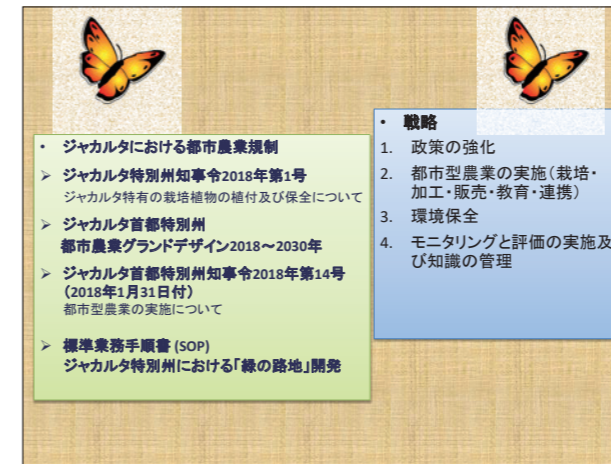 • ジャカルタにおける都市農業規制
➢ ジャカルタ特別州知事令2018年第1号
ジャカルタ特有の栽培植物の植付及び保全について
➢ ジャカルタ首都特別州
都市農業グランドデザイン2018～2030年
➢ ジャカルタ首都特別州知事令2018年第14号
（2018年1月31日付）
都市型農業の実施について
➢ 標準業務手順書 (SOP)
ジャカルタ特別州における「緑の路地」開発
• 戦略
1. 政策の強化
2. 都市型農業の実施（栽培・
加工・販売・教育・連携）
3. 環境保全
4. モニタリングと評価の実施及
び知識の管理